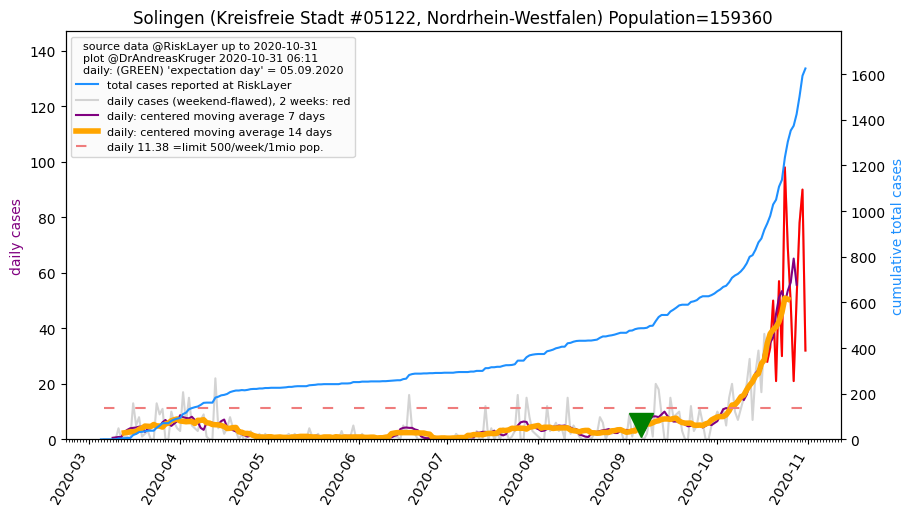 Solingen (Kreisfreie Stadt #05122, Nordrhein-Westfalen) Population=159360
source data @RiskLayer up to 2020-10-31
plot @DrAndreasKruger 2020-10-31 06:11
daily: (GREEN) 'expectation day' = 05.09.2020
total cases reported at RiskLayer
daily cases (weekend-flawed), 2 weeks: red
daily: centered moving average 7 days
daily: centered moving average 14 days
daily 11.38 =limit 500/week/1mio pop.
daily cases
140
120
100
80
60
40
20
0
cumulative total cases
1600
1400
1200
1000
800
600
400
200
0
2020-03
2020-04
2020-05
2020-06
2020-07
2020-08
2020-09
2020-10
2020-11